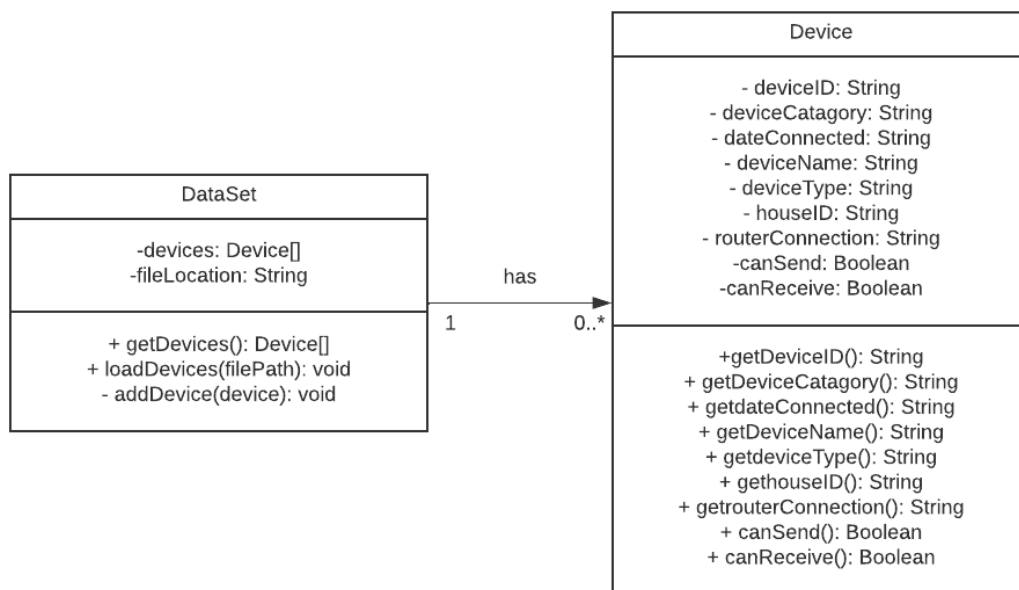 DataSet
-devices: Device[]
-fileLocation: String
+ getDevices(): Device[]
+ loadDevices(filePath): void
- addDevice(device): void
has
1
0..*
Device
- deviceID: String
- deviceCatagory: String
- dateConnected: String
- deviceName: String
- deviceType: String
- houseID: String
- routerConnection: String
-canSend: Boolean
-canReceive: Boolean
+getDeviceID(): String
+ getDeviceCatagory(): String
+ getdateConnected(): String
+ getDeviceName(): String
+ getdeviceType(): String
+ gethouseID(): String
+ getrouterConnection(): String
+ canSend(): Boolean
+ canReceive(): Boolean